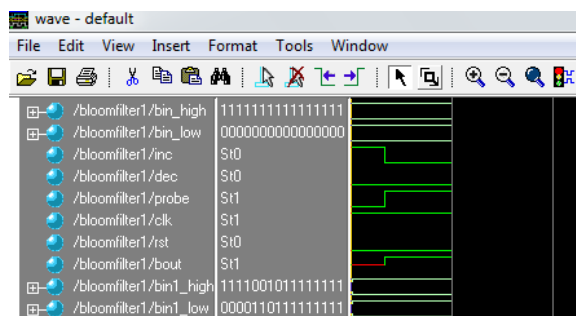 wave - default
File Edit View Insert Format Tools Window
/bloomfilter1/bin_high 1111111111111111
/bloomfilter1/bin_low 0000000000000000
/bloomfilter1/inc St0
/bloomfilter1/dec St0
/bloomfilter1/probe St1
/bloomfilter1/clk St1
/bloomfilter1/rst St0
/bloomfilter1/bout St1
/bloomfilter1/bin1_high 1111001011111111
/bloomfilter1/bin1_low 0000110111111111